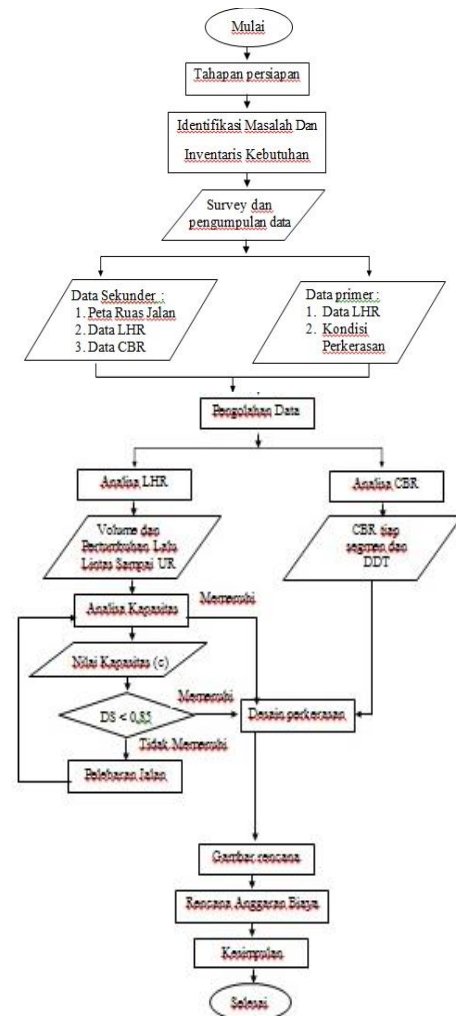 Mulai
Tahapan persiapan
Identifikasi Masalah Dan
Inventaris Kebutuhan
Survey dan
pengumpulan data
Data Sekunder :
1. Peta Ruas Jalan
2. Data LHR
3. Data CBR
Data primer :
1. Data LHR
2. Kondisi
Perkerasan
Pengolahan Data
Analisa LHR
Analisa CBR
Volume dan
Pertumbuhan Lalu
Lintas Sampai UR
CBR tiap
segmen dan
DDT
Analisa Kapasitas
Memenuhi
Nilai Kapasitas (c)
DS < 0,85
Memenuhi
Desain perkerasan
Tidak Memenuhi
Pelebaran Jalan
Gambar rencana
Rencana Anggaran Biaya
Kesimpulan
Selesai